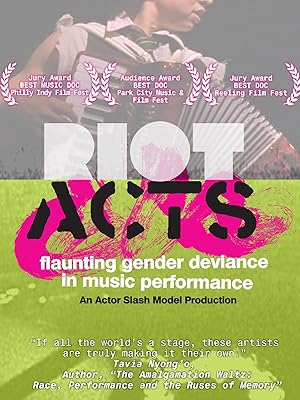 Jury Award
BEST MUSIC DOC
Philly Indy Film Fest
Audience Award
BEST DOC
Park City Music &
Film Fest
Jury Award
BEST DOC
Reeling Film Fest
RIOT
ACTS
flaunting gender deviance
in music performance
An Actor Slash Model Production
“If all the world’s a stage, these artists
are truly making it their own.”
Tavia Nyong’o,
Author, “The Amalgamation Waltz:
Race, Performance and the Ruses of Memory”